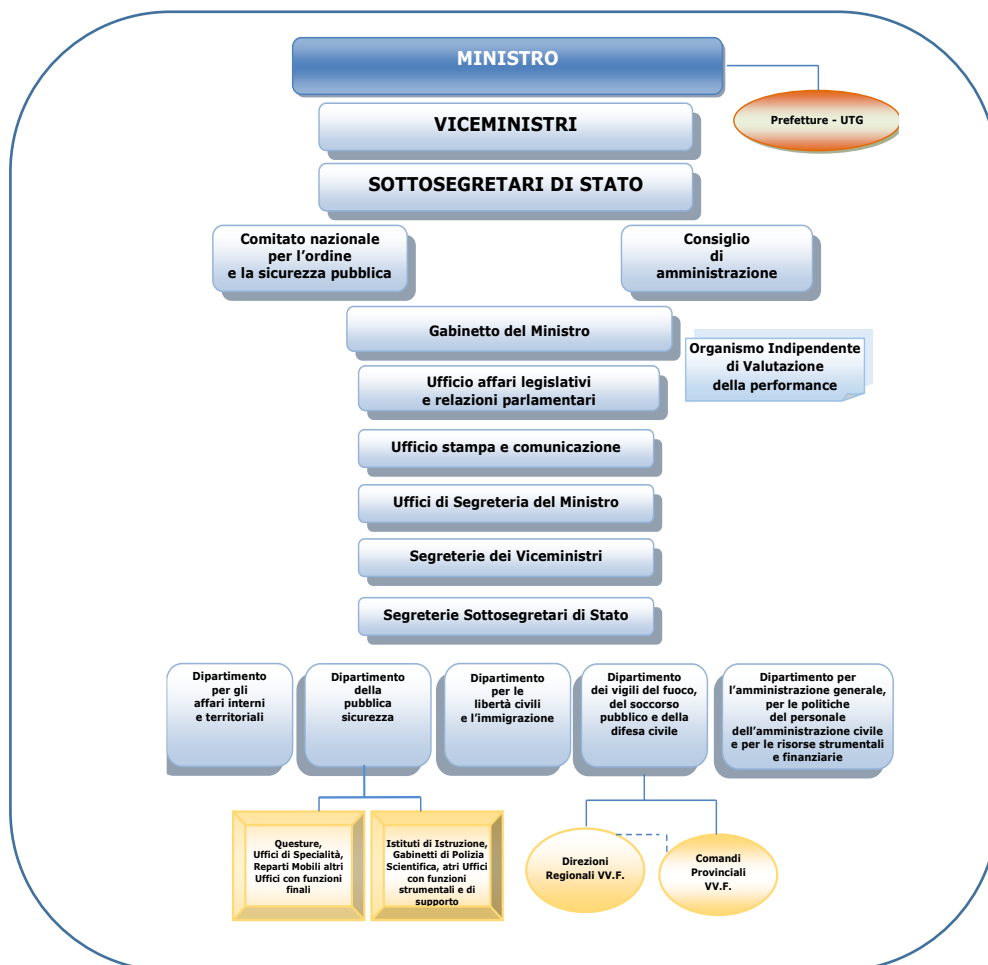 MINISTRO
Prefetture - UTG
VICEMINISTRI
SOTTOSEGRETARI DI STATO
Comitato nazionale
per l'ordine
e la sicurezza pubblica
Consiglio
di
amministrazione
Gabinetto del Ministro
Organismo Indipendente
di Valutazione
della performance
Ufficio affari legislativi
e relazioni parlamentari
Ufficio stampa e comunicazione
Uffici di Segreteria del Ministro
Segreterie dei Viceministri
Segreterie Sottosegretari di Stato
Dipartimento
per gli
affari interni
e territoriali
Dipartimento
della
pubblica
sicurezza
Dipartimento
per le
libertà civili
e l'immigrazione
Dipartimento
dei vigili del fuoco,
del soccorso
pubblico e della
difesa civile
Dipartimento per
l'amministrazione generale,
per le politiche
del personale
dell'amministrazione civile
e per le risorse strumentali
e finanziarie
Questure,
Uffici di Specialità,
Reparti Mobili altri
Uffici con funzioni
finali
Istituti di Istruzione,
Gabinetti di Polizia
Scientifica, atri Uffici
con funzioni
strumentali e di
supporto
Direzioni
Regionali VV.F.
Comandi
Provinciali
VV.F.